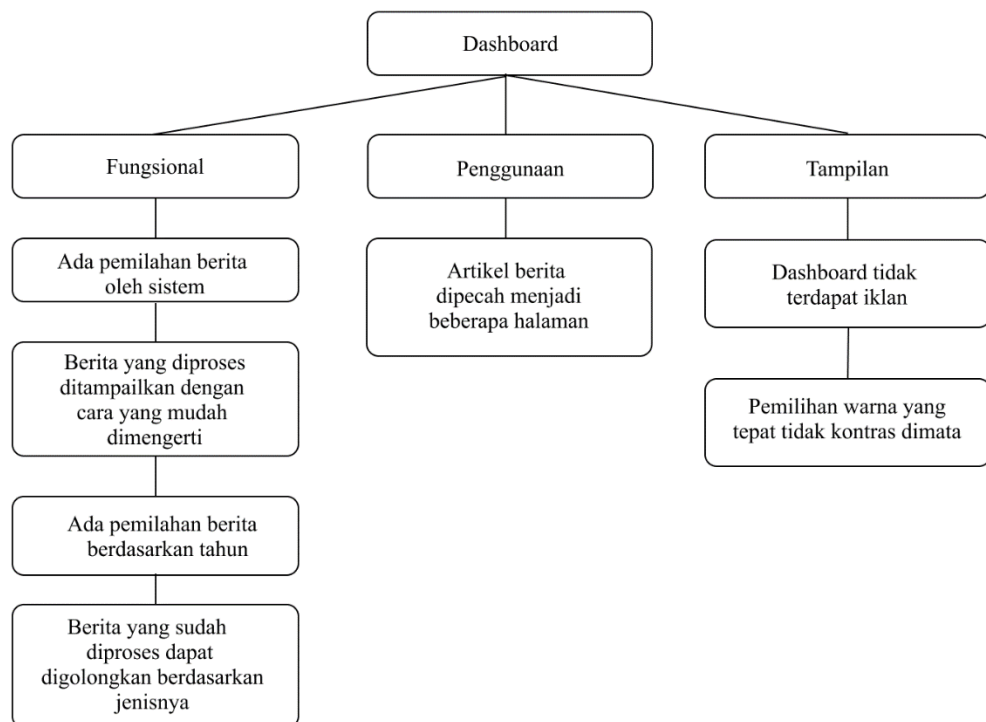 Dashboard
Fungsional
Penggunaan
Tampilan
Ada pemilahan berita
oleh sistem
Artikel berita
dipecah menjadi
beberapa halaman
Dashboard tidak
terdapat iklan
Berita yang diproses
ditampailkan dengan
cara yang mudah
dimengerti
Pemilihan warna yang
tepat tidak kontras dimata
Ada pemilahan berita
berdasarkan tahun
Berita yang sudah
diproses dapat
digolongkan berdasarkan
jenisnya